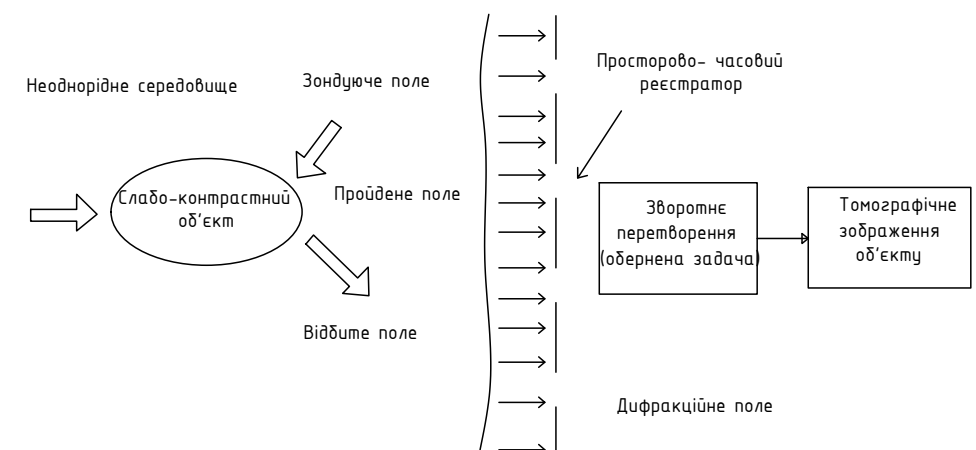 Неоднорідне середовище
Зондуюче поле
Просторово- часовий
реєстратор
Слабо-контрастний
об'єкт
Пройдене поле
Зворотнє
перетворення
(обернена задача)
Томографічне
зображення
об'єкту
Відбите поле
Дифракційне поле